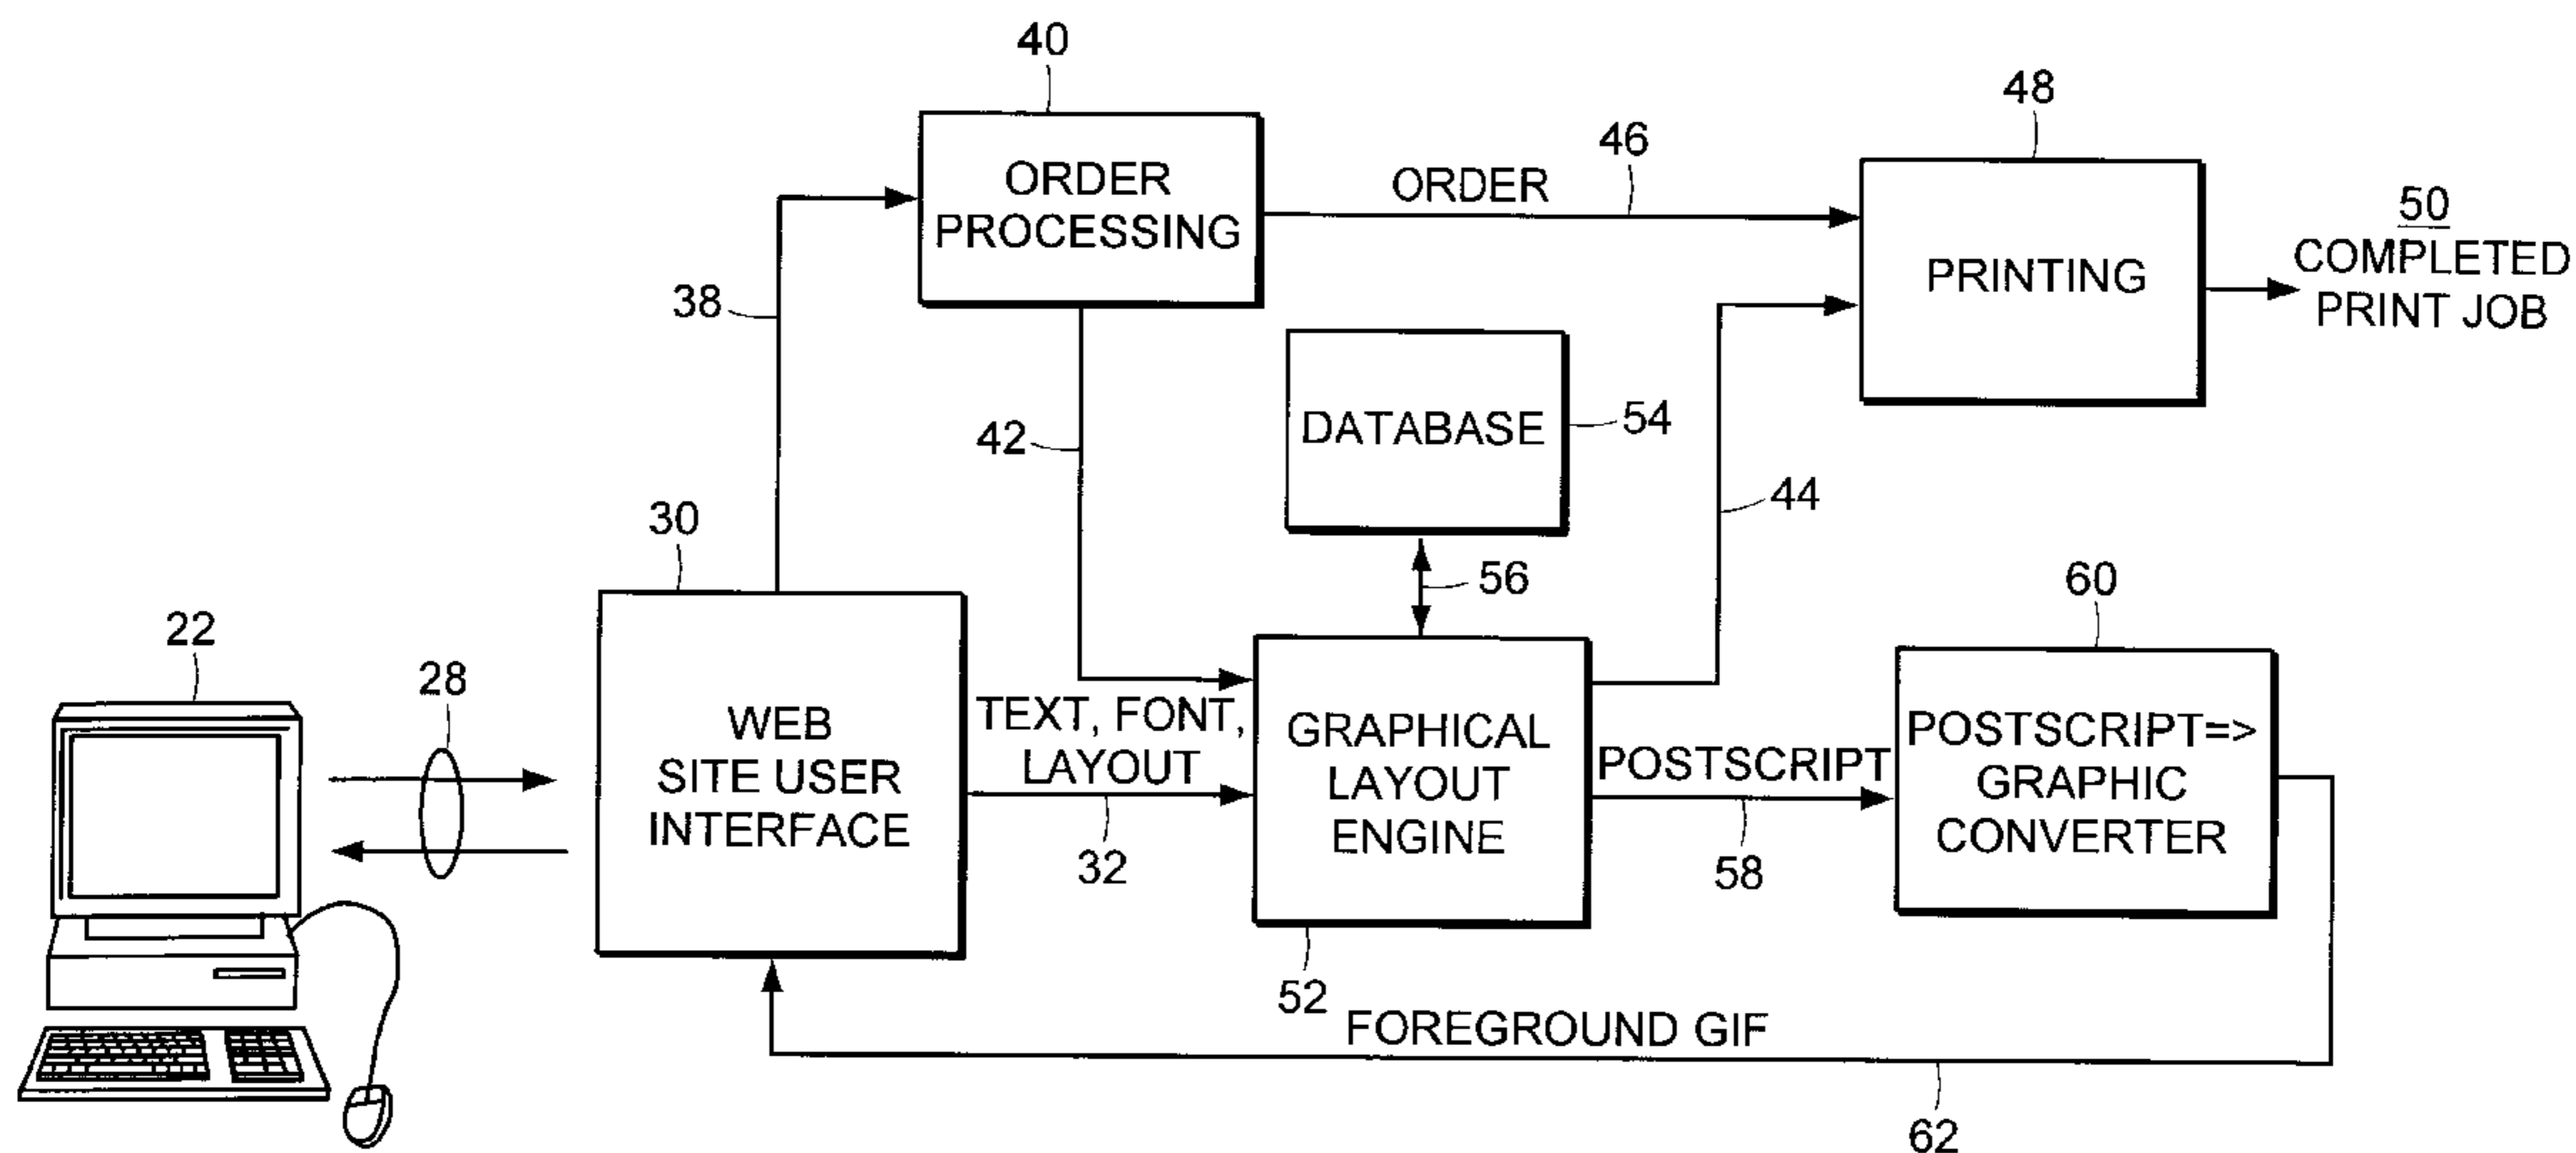 40
ORDER
PROCESSING
38
42
ORDER
46
48
PRINTING
50
COMPLETED
PRINT JOB
DATABASE
54
44
56
30
WEB
SITE USER
INTERFACE
22
28
TEXT, FONT,
LAYOUT
32
GRAPHICAL
LAYOUT
ENGINE
52
POSTSCRIPT
58
60
POSTSCRIPT=>
GRAPHIC
CONVERTER
FOREGROUND GIF
62